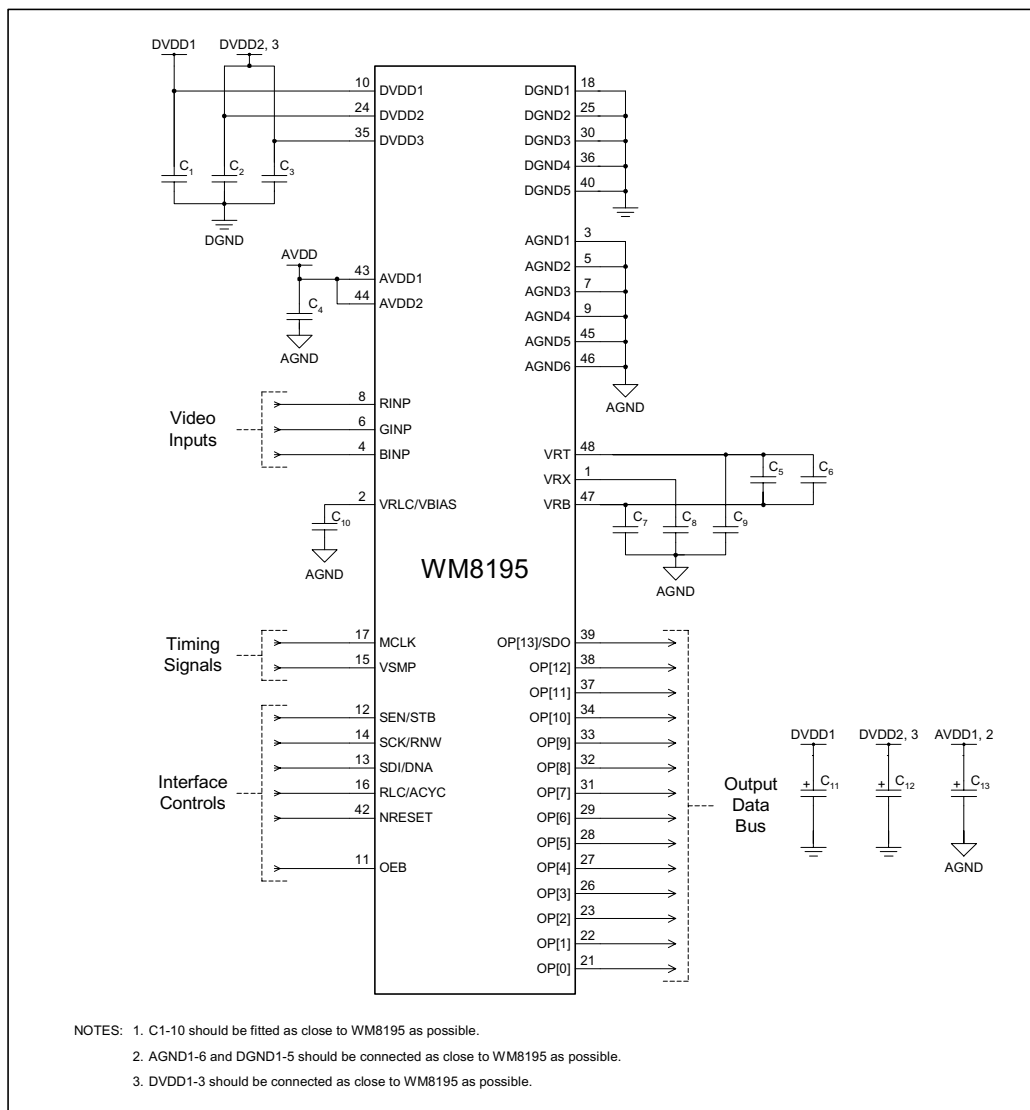 DVDD1 DVDD2, 3
10 DVDD1
24 DVDD2
35 DVDD3
C1 C2 C3
DGND
AVDD
43 AVDD1
44 AVDD2
C4
AGND
Video
Inputs
8 RINP
6 GINP
4 BINP
2 VRLC/VBIAS
C10
AGND
WM8195
Timing
Signals
17 MCLK
15 VSMP
Interface
Controls
12 SEN/STB
14 SCK/RNW
13 SDI/DNA
16 RLC/ACYC
42 NRESET
11 OEB
DGND1 18
DGND2 25
DGND3 30
DGND4 36
DGND5 40
AGND1 3
AGND2 5
AGND3 7
AGND4 9
AGND5 45
AGND6 46
AGND
VRT 48
VRX 1
VRB 47
C5 C6
C7 C8 C9
AGND
OP[13]/SDO 39
OP[12] 38
OP[11] 37
OP[10] 34
OP[9] 33
OP[8] 32
OP[7] 31
OP[6] 29
OP[5] 28
OP[4] 27
OP[3] 26
OP[2] 23
OP[1] 22
OP[0] 21
Output
Data
Bus
DVDD1 DVDD2, 3 AVDD1, 2
+ C11 + C12 + C13
AGND
NOTES: 1. C1-10 should be fitted as close to WM8195 as possible.
2. AGND1-6 and DGND1-5 should be connected as close to WM8195 as possible.
3. DVDD1-3 should be connected as close to WM8195 as possible.